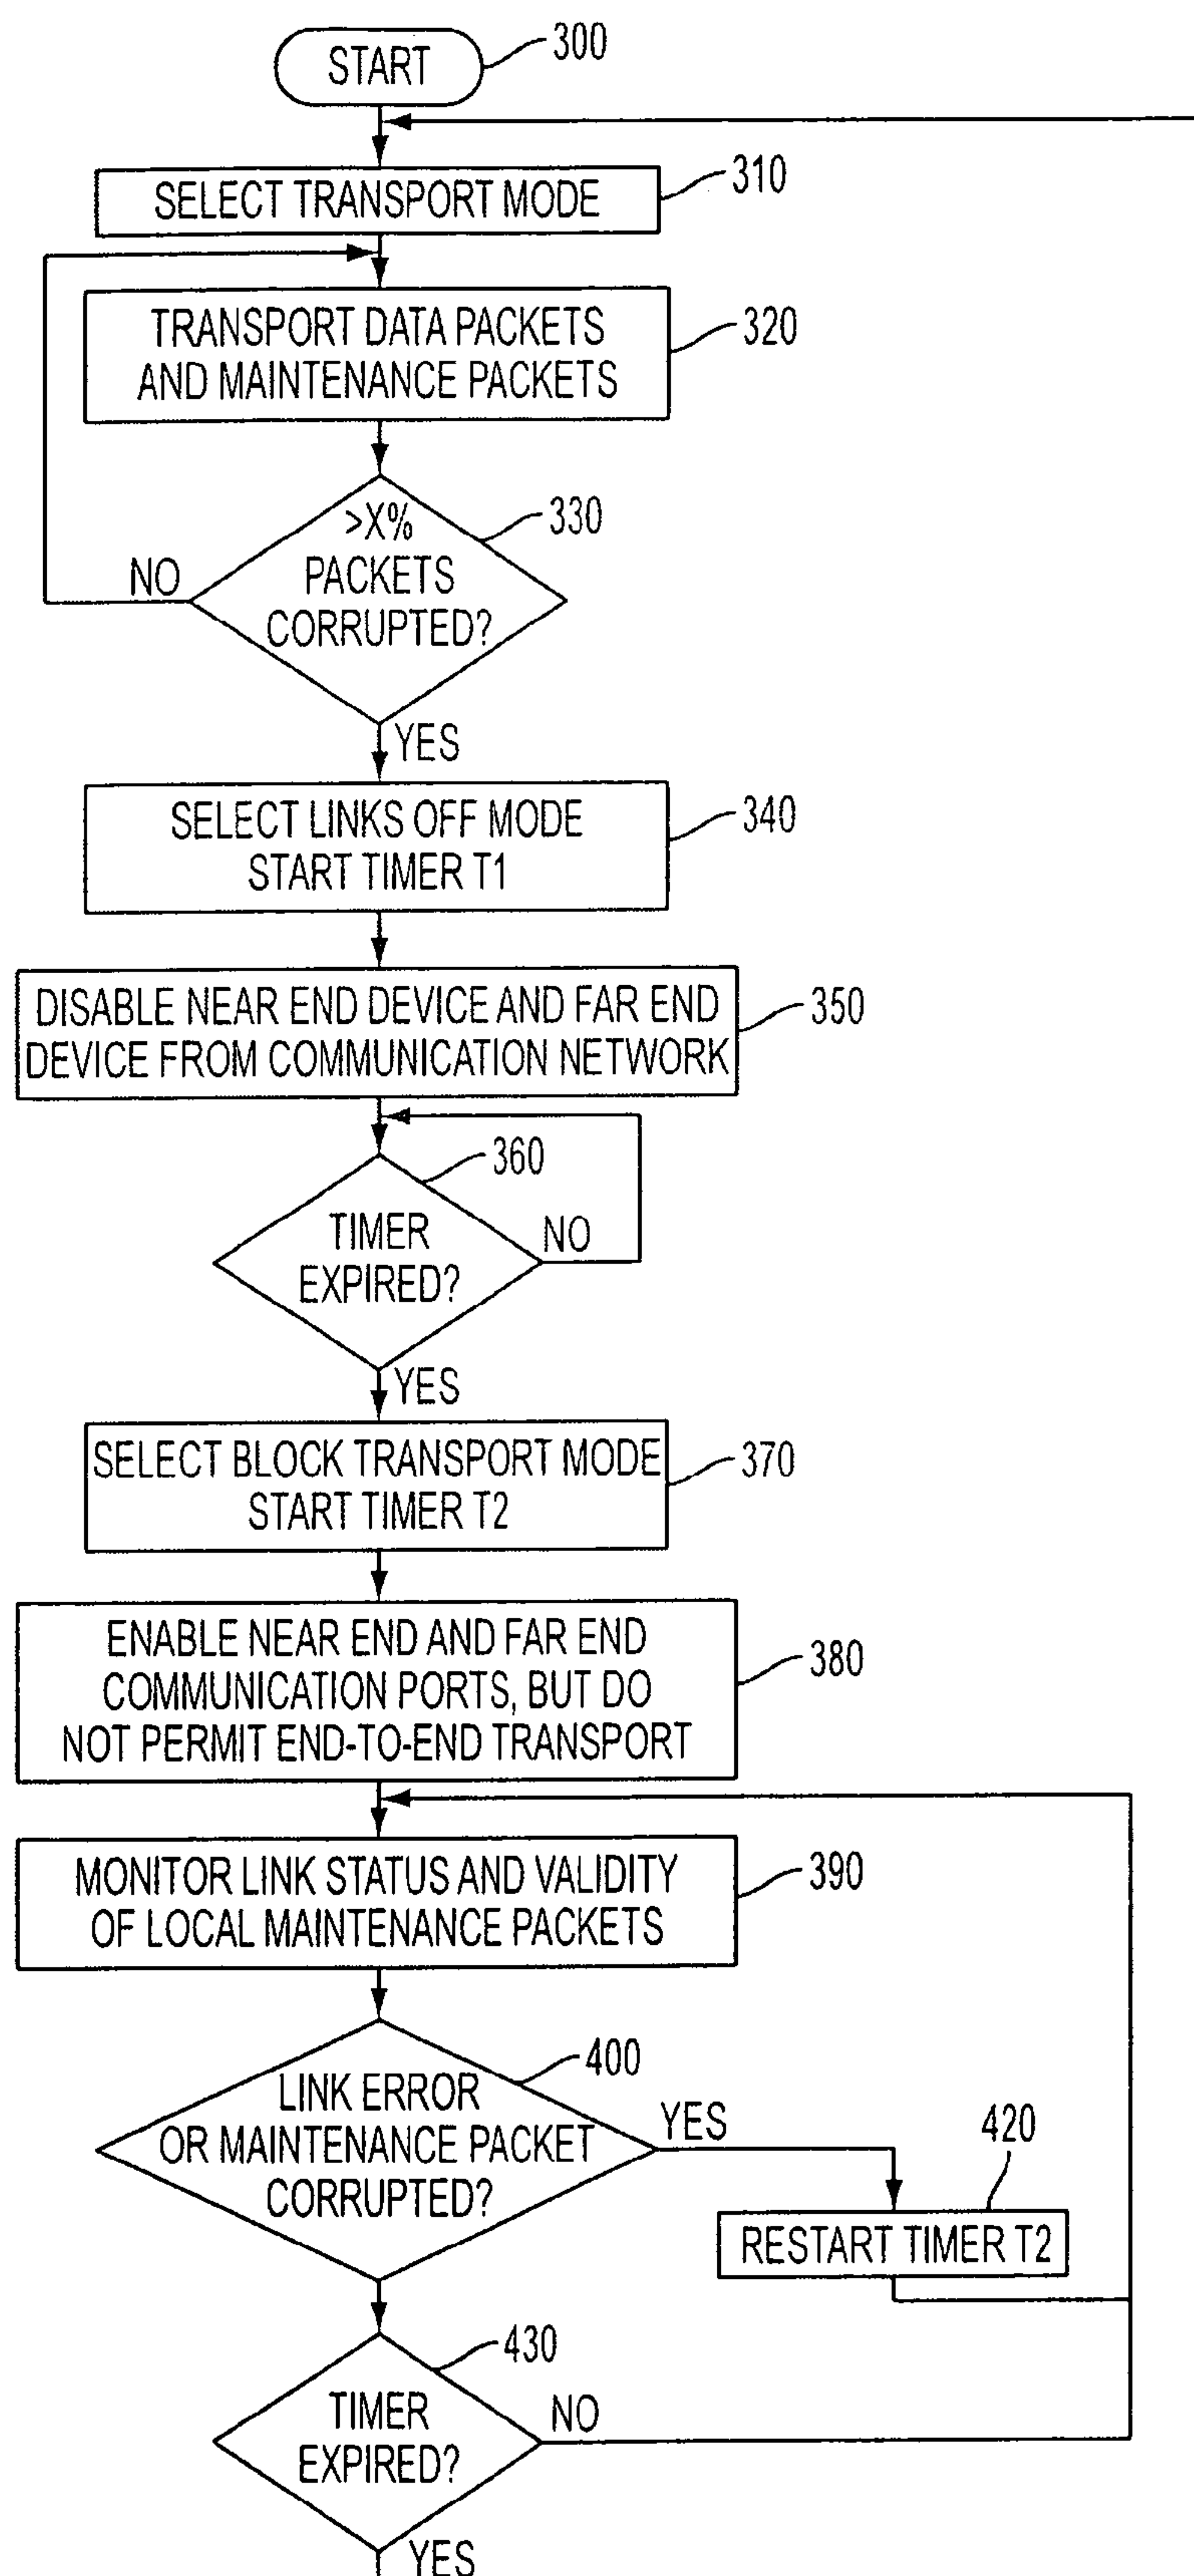 START
300
SELECT TRANSPORT MODE
310
TRANSPORT DATA PACKETS
AND MAINTENANCE PACKETS
320
>X%
PACKETS
CORRUPTED?
330
NO
YES
SELECT LINKS OFF MODE
START TIMER T1
340
DISABLE NEAR END DEVICE AND FAR END
DEVICE FROM COMMUNICATION NETWORK
350
360
TIMER
EXPIRED?
NO
YES
SELECT BLOCK TRANSPORT MODE
START TIMER T2
370
ENABLE NEAR END AND FAR END
COMMUNICATION PORTS, BUT DO
NOT PERMIT END-TO-END TRANSPORT
380
MONITOR LINK STATUS AND VALIDITY
OF LOCAL MAINTENANCE PACKETS
390
400
LINK ERROR
OR MAINTENANCE PACKET
CORRUPTED?
YES
420
RESTART TIMER T2
430
TIMER
EXPIRED?
NO
YES